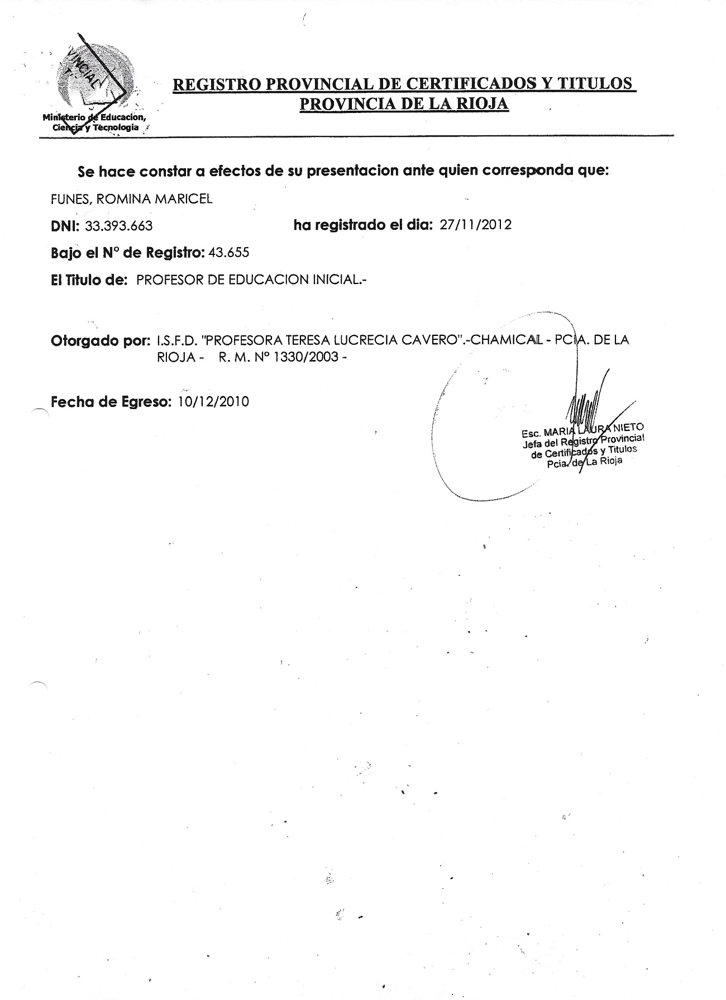 VINCIAL
REGISTRO PROVINCIAL DE CERTIFICADOS Y TITULOS
PROVINCIA DE LA RIOJA
Ministerio de Educacion,
Ciencia y Tecnologia
Se hace constar a efectos de su presentacion ante quien corresponda que:
FUNES, ROMINA MARICEL
DNI: 33.393.663 ha registrado el dia: 27/11/2012
Bajo el Nº de Registro: 43.655
El Titulo de: PROFESOR DE EDUCACION INICIAL.-
Otorgado por: I.S.F.D. "PROFESORA TERESA LUCRECIA CAVERO".-CHAMICAL - PCIA. DE LA
RIOJA - R. M. Nº 1330/2003 -
Fecha de Egreso: 10/12/2010
Esc. MARIA LAURA NIETO
Jefa del Registro Provincial
de Certificados y Titulos
Pcia. de La Rioja